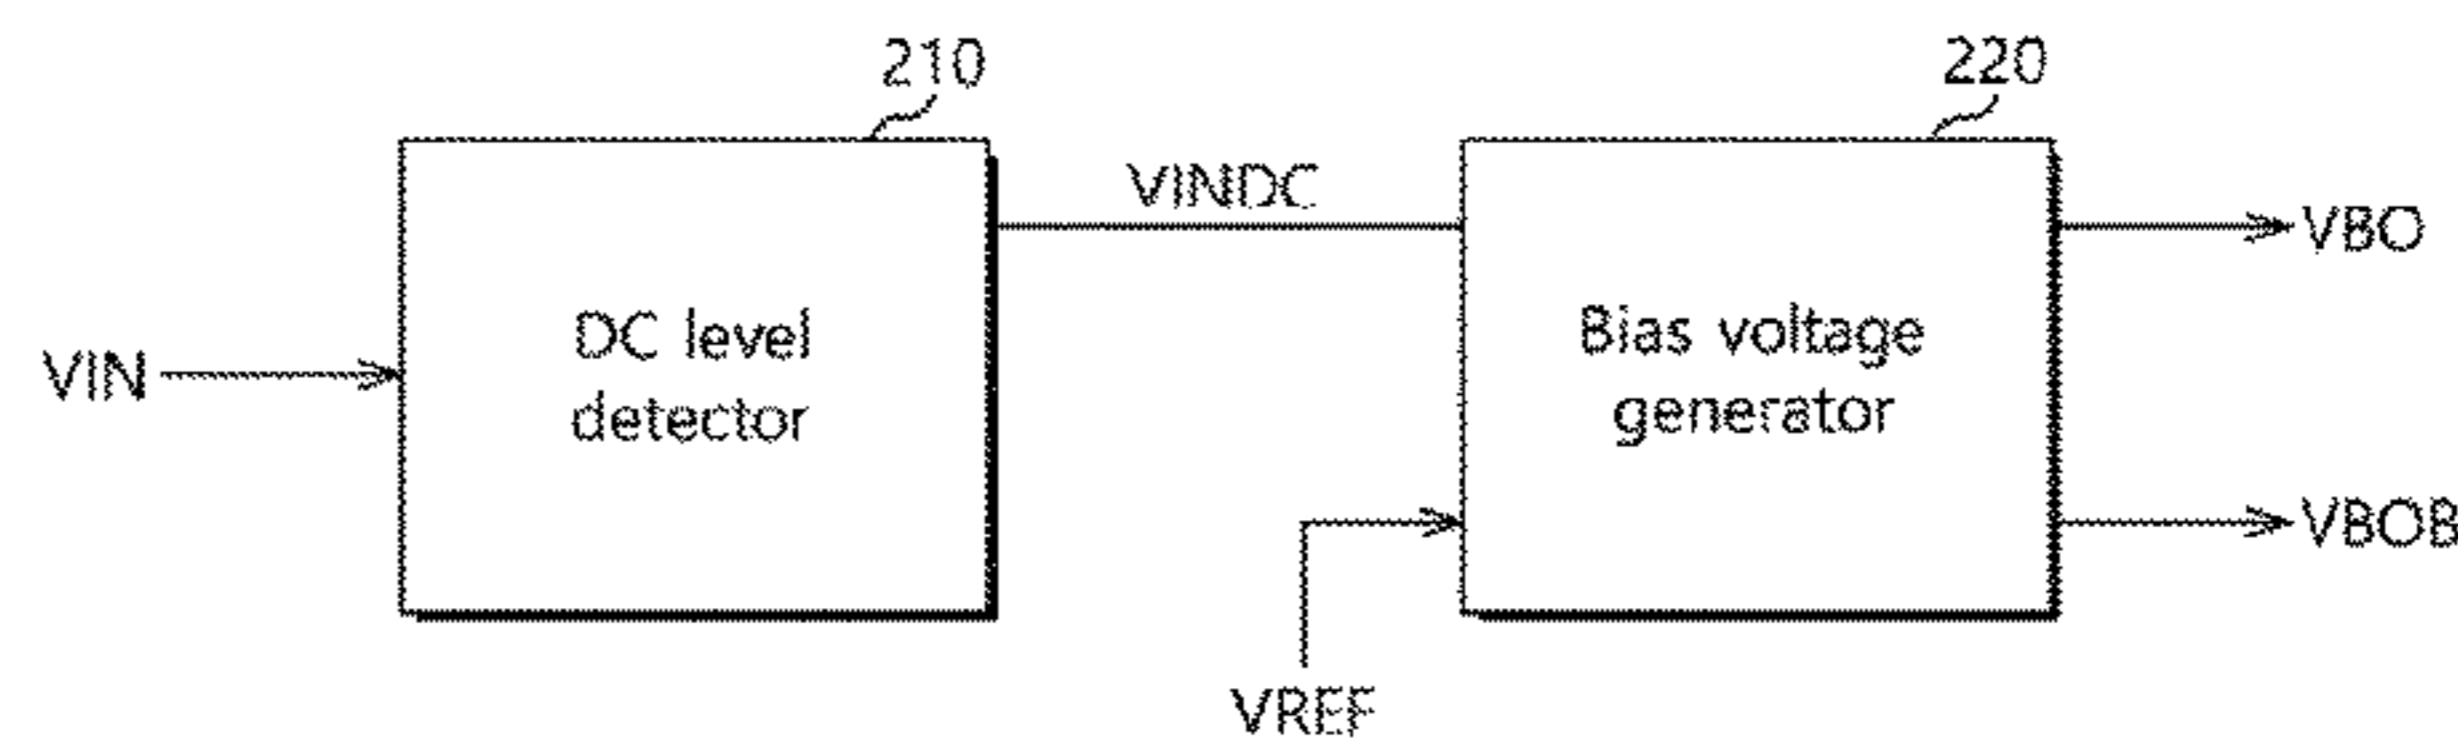 210
220
VINDC
VBO
DC level
detector
Bias voltage
generator
VIN
VBOB
VREF